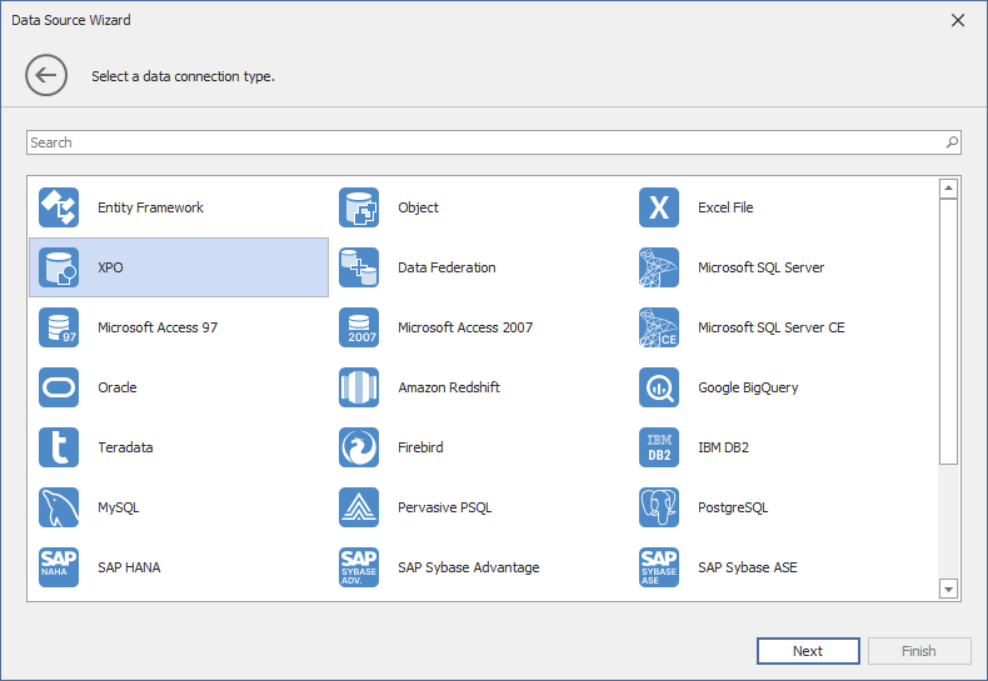 Data Source Wizard
Select a data connection type.
Search
Entity Framework
Object
X
Excel File
XPO
Data Federation
Microsoft SQL Server
97
Microsoft Access 97
2007
Microsoft Access 2007
CE
Microsoft SQL Server CE
Oracle
Amazon Redshift
Google BigQuery
t
Teradata
Firebird
IBM
DB2
IBM DB2
MySQL
Pervasive PSQL
PostgreSQL
SAP
NAHA
SAP HANA
SAP
SYBASE
ADV.
SAP Sybase Advantage
SAP
SYBASE
ASE
SAP Sybase ASE
Next
Finish